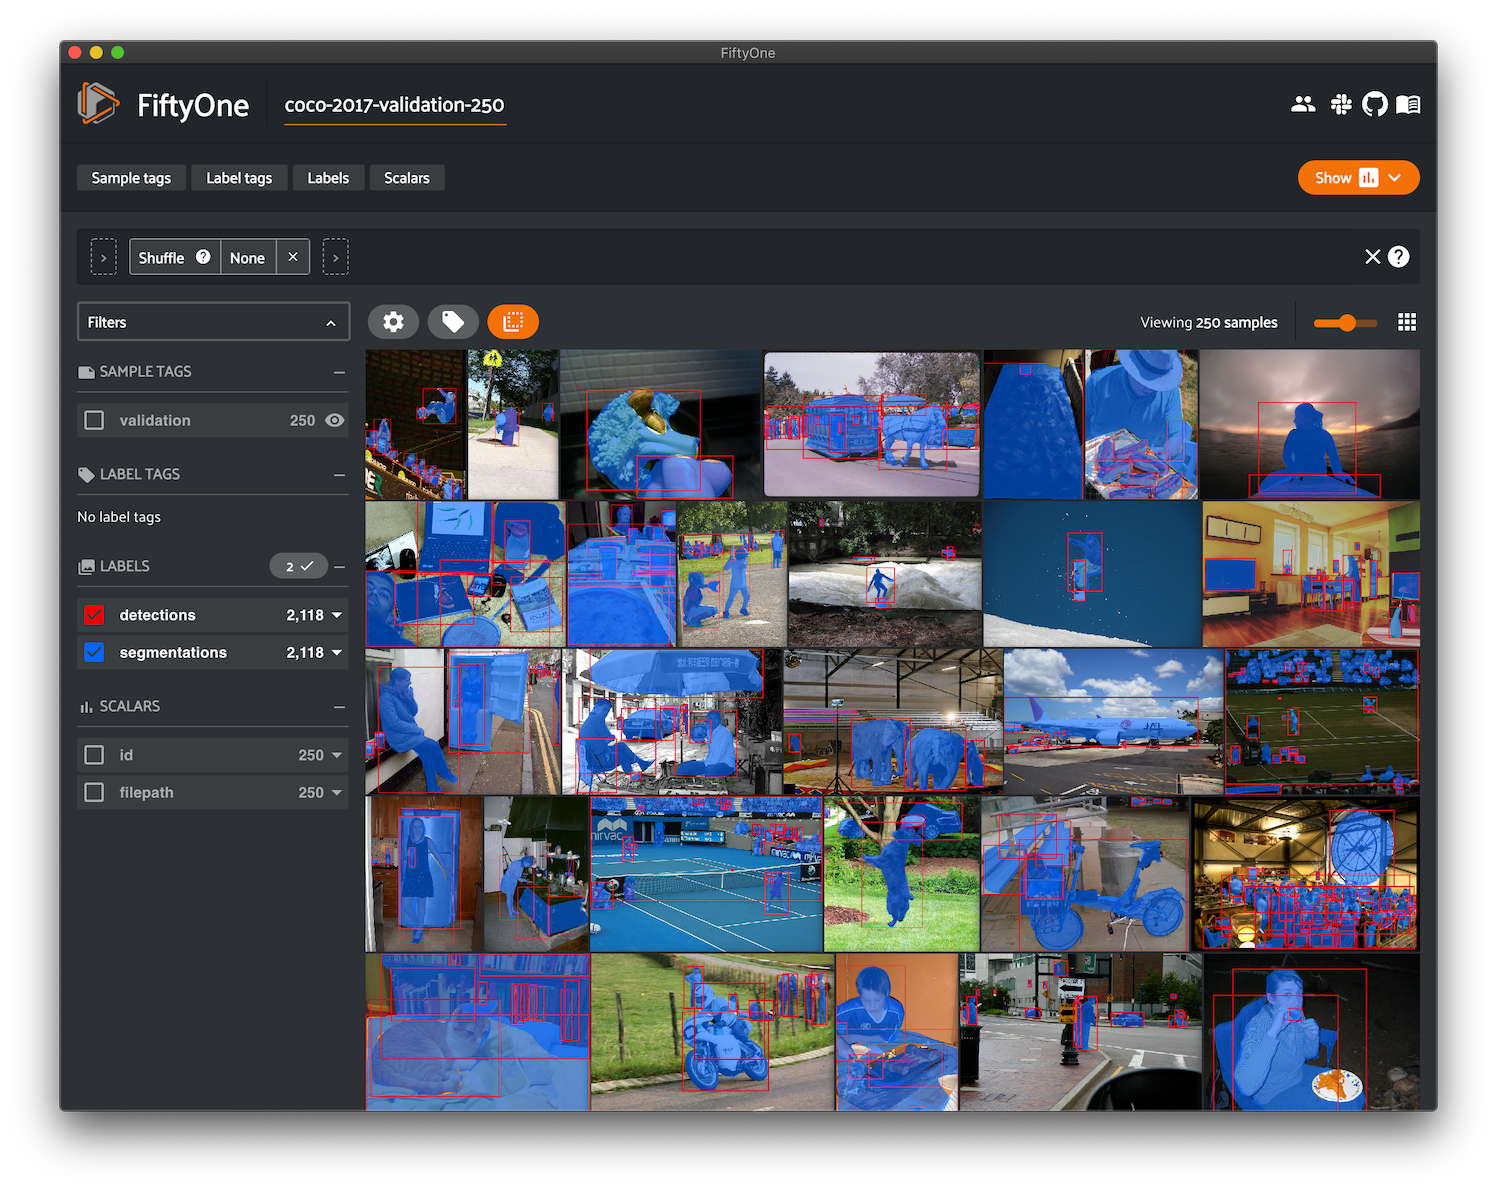 FiftyOne
FiftyOne
coco-2017-validation-250
Sample tags
Label tags
Labels
Scalars
Show
Shuffle ? None
?
Filters
Viewing 250 samples
SAMPLE TAGS
validation 250
LABEL TAGS
No label tags
LABELS 2
detections 2,118
segmentations 2,118
SCALARS
id 250
filepath 250
JAL
mirvac